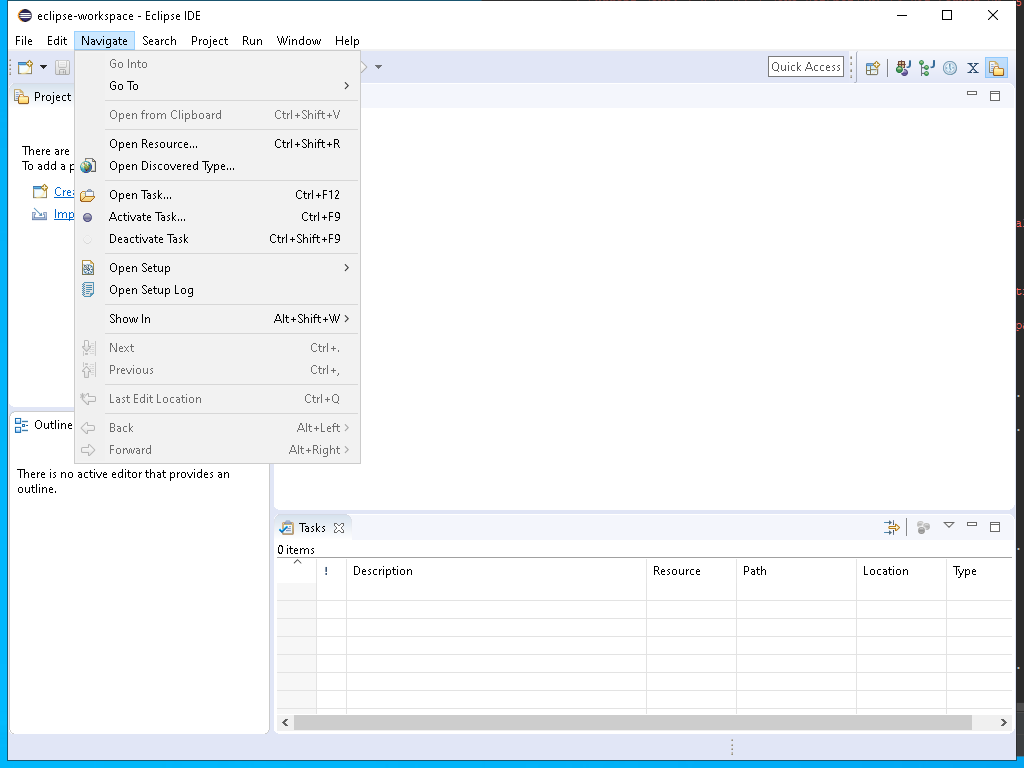 eclipse-workspace - Eclipse IDE
File Edit Navigate Search Project Run Window Help
Quick Access
Project
There are
To add a
Go Into
Go To
Open from Clipboard Ctrl+Shift+V
Open Resource... Ctrl+Shift+R
Open Discovered Type...
Open Task... Ctrl+F12
Activate Task... Ctrl+F9
Deactivate Task Ctrl+Shift+F9
Open Setup
Open Setup Log
Show In Alt+Shift+W
Next Ctrl+.
Previous Ctrl+,
Last Edit Location Ctrl+Q
Back Alt+Left
Forward Alt+Right
Outline
There is no active editor that provides an
outline.
Tasks
0 items
! Description Resource Path Location Type